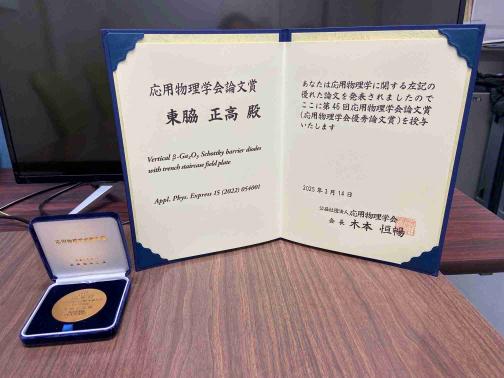 応用物理学会論文賞
東脇 正高 殿
Vertical β-Ga₂O₃ Schottky barrier diodes
with trench staircase field plate
Appl. Phys. Express 15 (2022) 054001
あなたは応用物理学に関する左記の
優れた論文を発表されましたので
ここに第46回応用物理学会論文賞
(応用物理学会優秀論文賞)を授与
いたします
2025年3月14日
公益社団法人 応用物理学会
会長 木本 恒暢